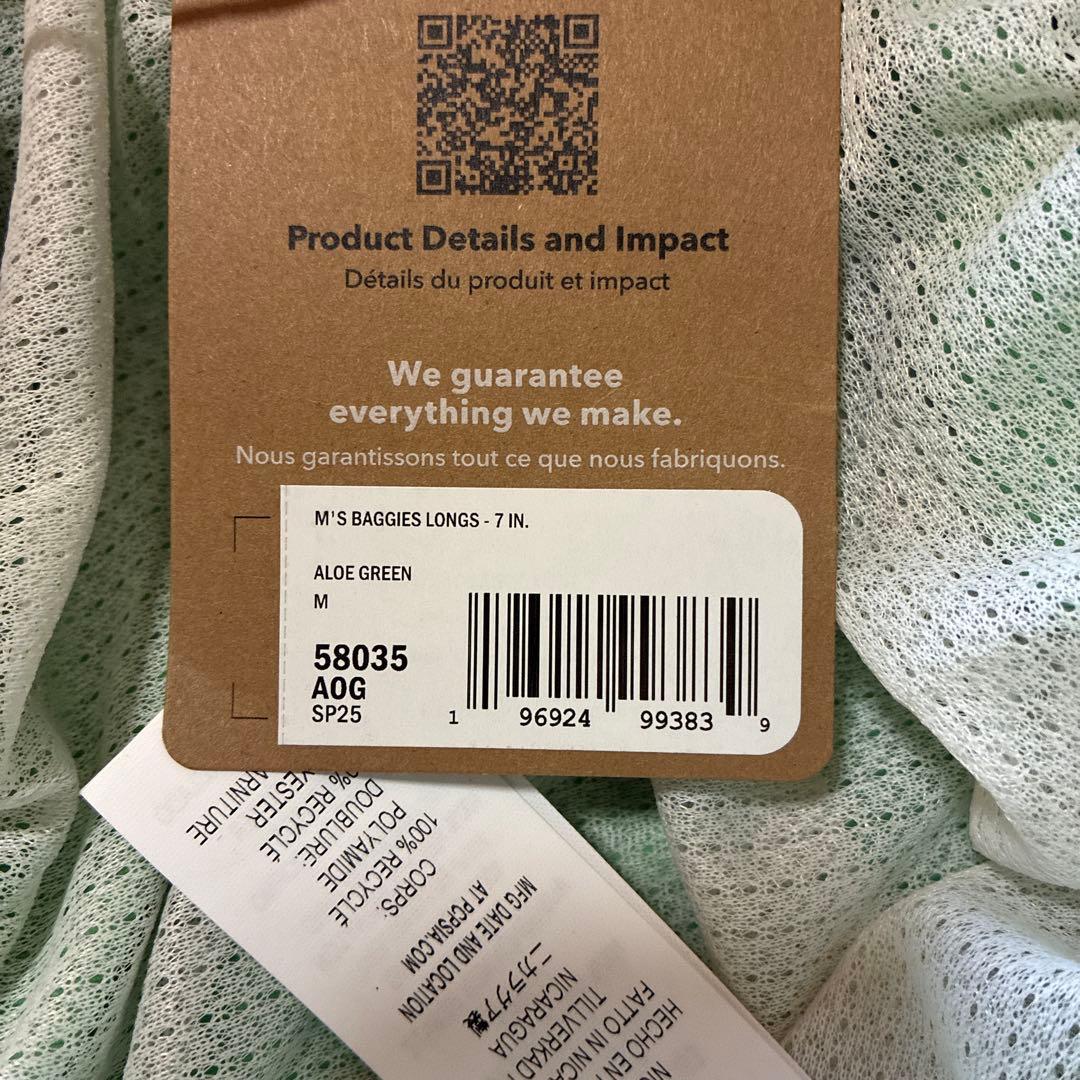 Product Details and Impact
Détails du produit et impact
We guarantee
everything we make.
Nous garantissons tout ce que nous fabriquons.
M'S BAGGIES LONGS - 7 IN.
ALOE GREEN
M
58035
AOG
SP25
1 96924 99383 9
HECHO EN
FATTO IN
TILLVERKAD
NICARAGUA
ニカラグア製
MFG DATE AND LOCATION
AT PCPSIA.COM
CORPS:
100% RECYCLÉ
POLYAMIDE
DOUBLURE:
RECYCLÉ